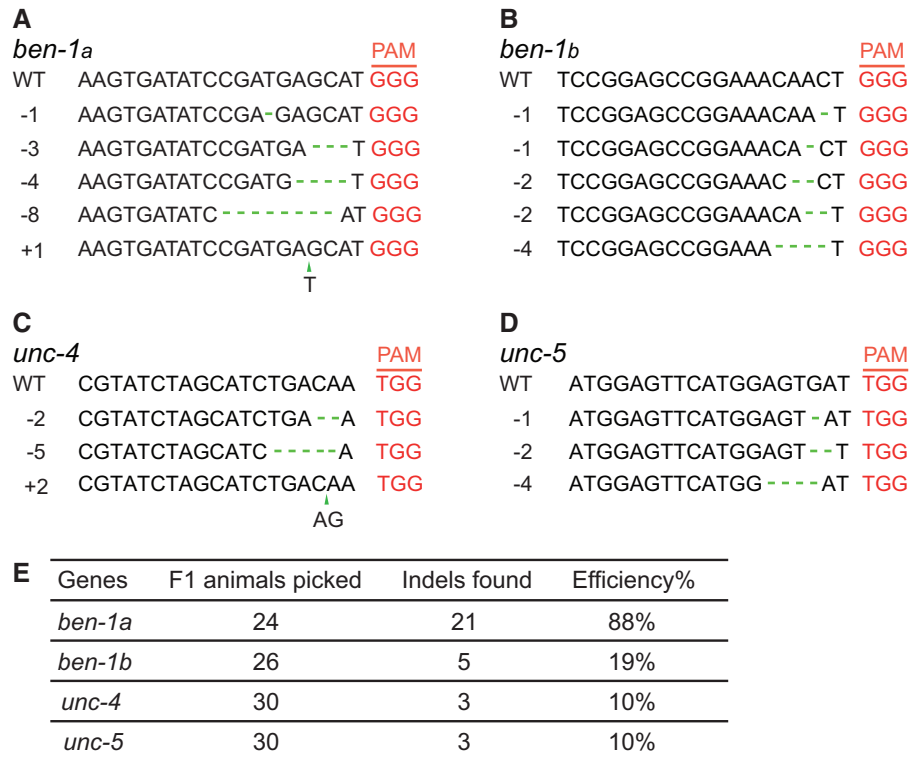 A
ben-1a
PAM
WT AAGTGATATCCGATGAGCAT GGG
-1 AAGTGATATCCGA-GAGCAT GGG
-3 AAGTGATATCCGATGA---T GGG
-4 AAGTGATATCCGATG----T GGG
-8 AAGTGATATC--------AT GGG
+1 AAGTGATATCCGATGAGCAT GGG
T
B
ben-1b
PAM
WT TCCGGAGCCGGAAACAACT GGG
-1 TCCGGAGCCGGAAACAA-T GGG
-1 TCCGGAGCCGGAAACA-CT GGG
-2 TCCGGAGCCGGAAAC--CT GGG
-2 TCCGGAGCCGGAAACA--T GGG
-4 TCCGGAGCCGGAAA----T GGG
C
unc-4
PAM
WT CGTATCTAGCATCTGACAA TGG
-2 CGTATCTAGCATCTGA--A TGG
-5 CGTATCTAGCATC-----A TGG
+2 CGTATCTAGCATCTGACAA TGG
AG
D
unc-5
PAM
WT ATGGAGTTCATGGAGTGAT TGG
-1 ATGGAGTTCATGGAGT-AT TGG
-2 ATGGAGTTCATGGAGT--T TGG
-4 ATGGAGTTCATGG----AT TGG
E
Genes F1 animals picked Indels found Efficiency%
ben-1a 24 21 88%
ben-1b 26 5 19%
unc-4 30 3 10%
unc-5 30 3 10%